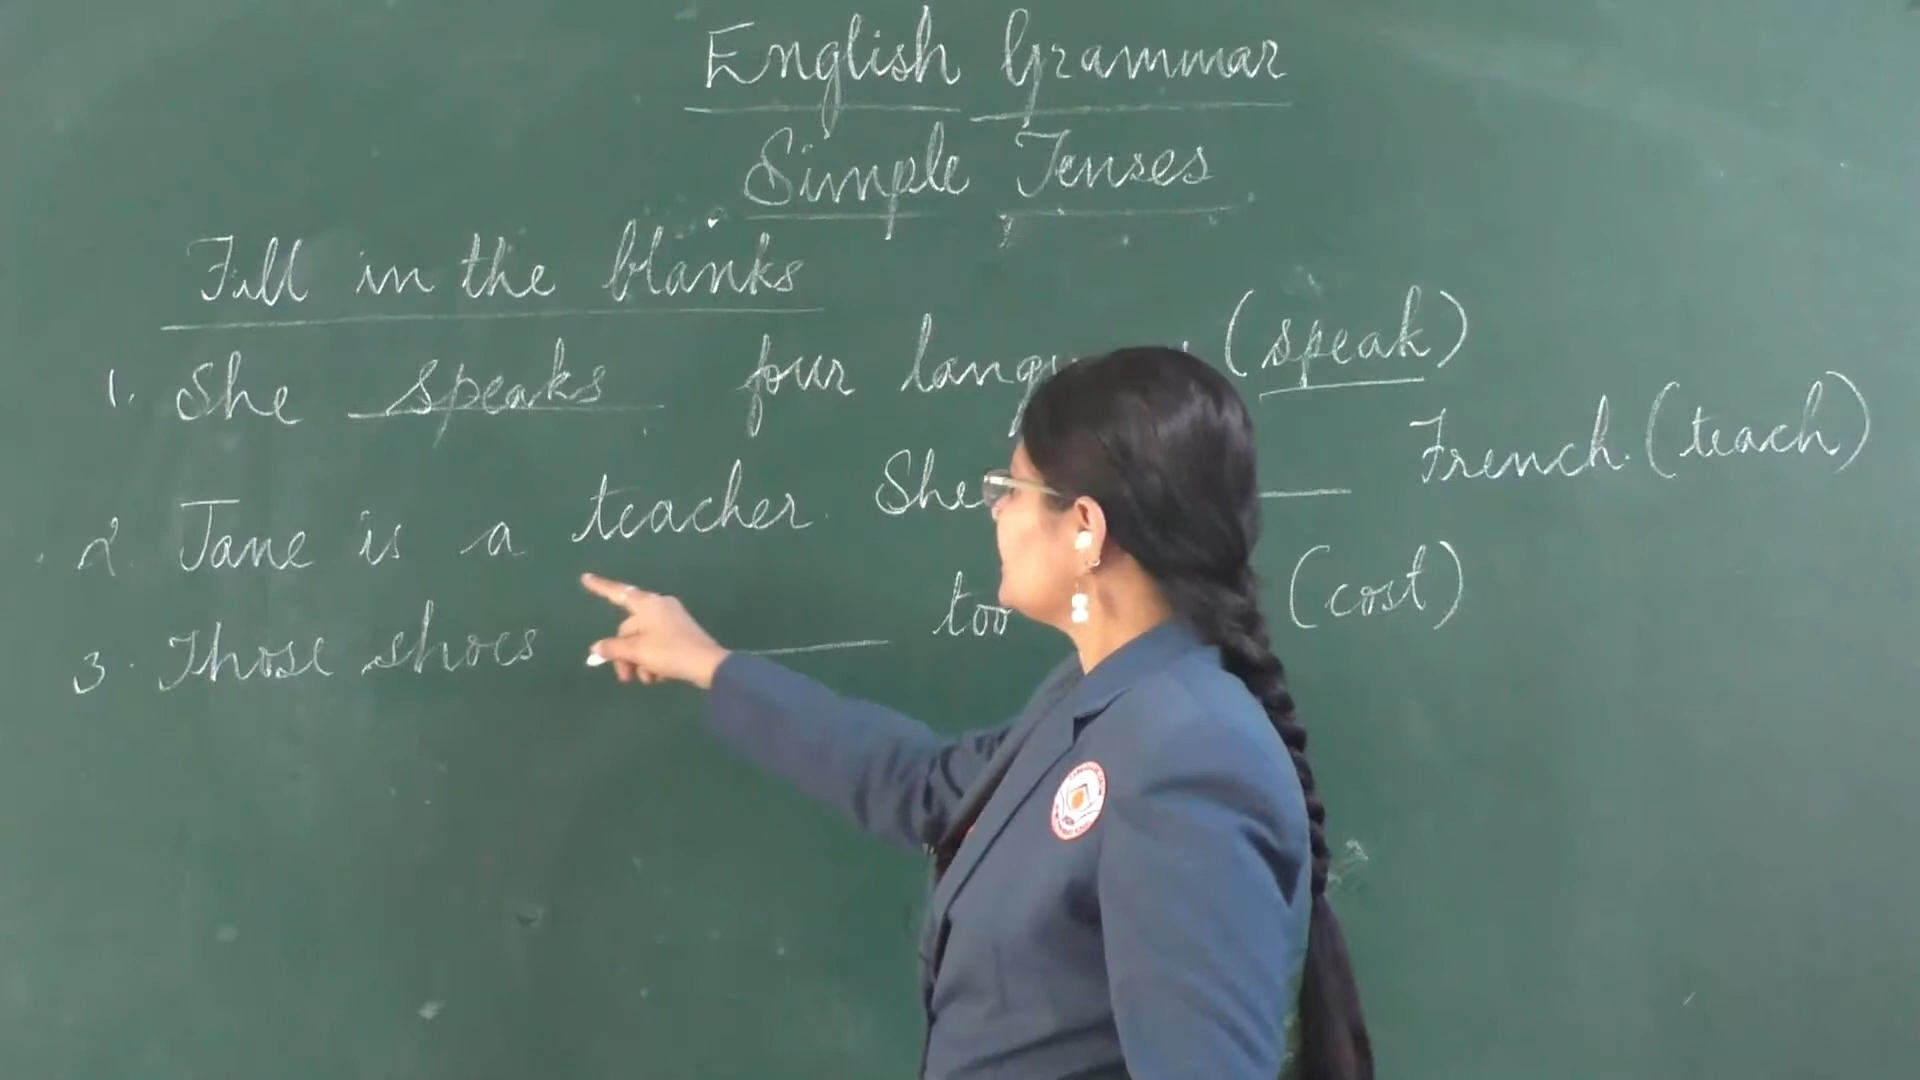 English Grammar
Simple Tenses
Fill in the blanks
1. She speaks four (speak)
2. Jane is a teacher. She French. (teach)
3. Those shoes too (cost)